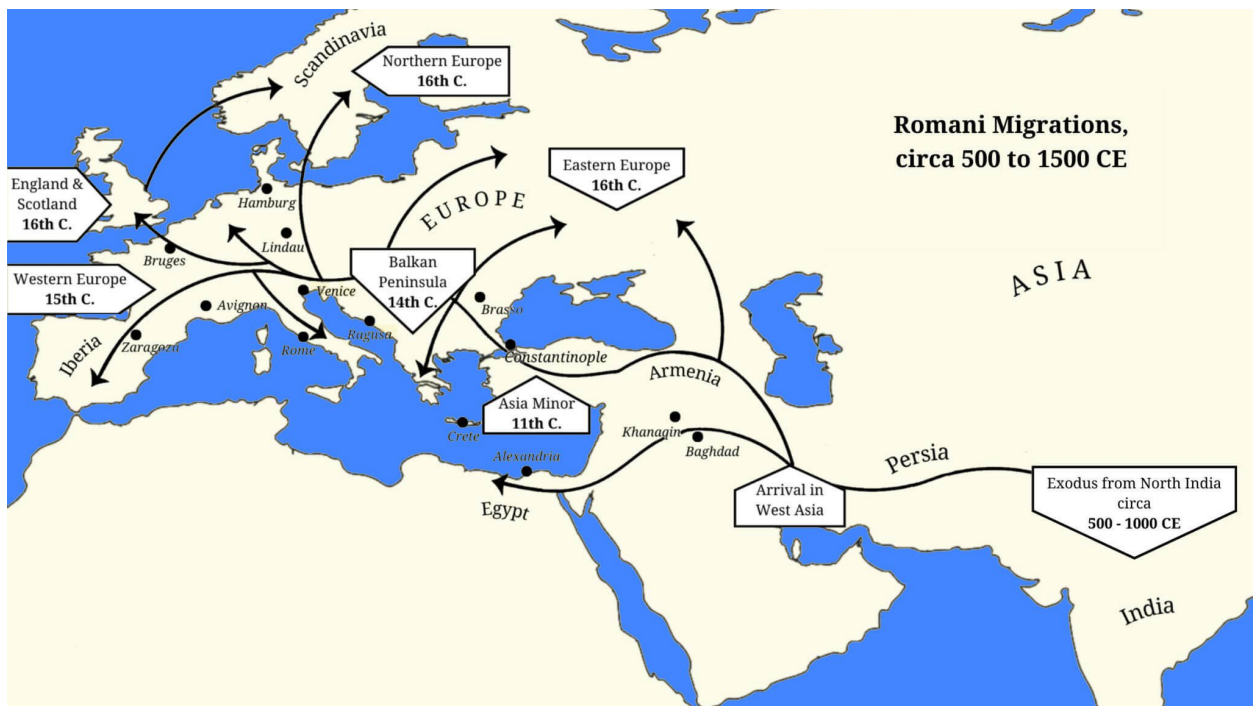 Scandinavia
Northern Europe
16th C.
Romani Migrations,
circa 500 to 1500 CE
Eastern Europe
16th C.
England &
Scotland
16th C.
Hamburg
EUROPE
Lindau
Bruges
Balkan
Peninsula
14th C.
Western Europe
15th C.
ASIA
Venice
Avignon
Brasso
Ragusa
Zaragoza
Rome
Iberia
Constantinople
Armenia
Asia Minor
11th C.
Khanaqin
Crete
Baghdad
Alexandria
Persia
Egypt
Arrival in
West Asia
Exodus from North India
circa
500 - 1000 CE
India